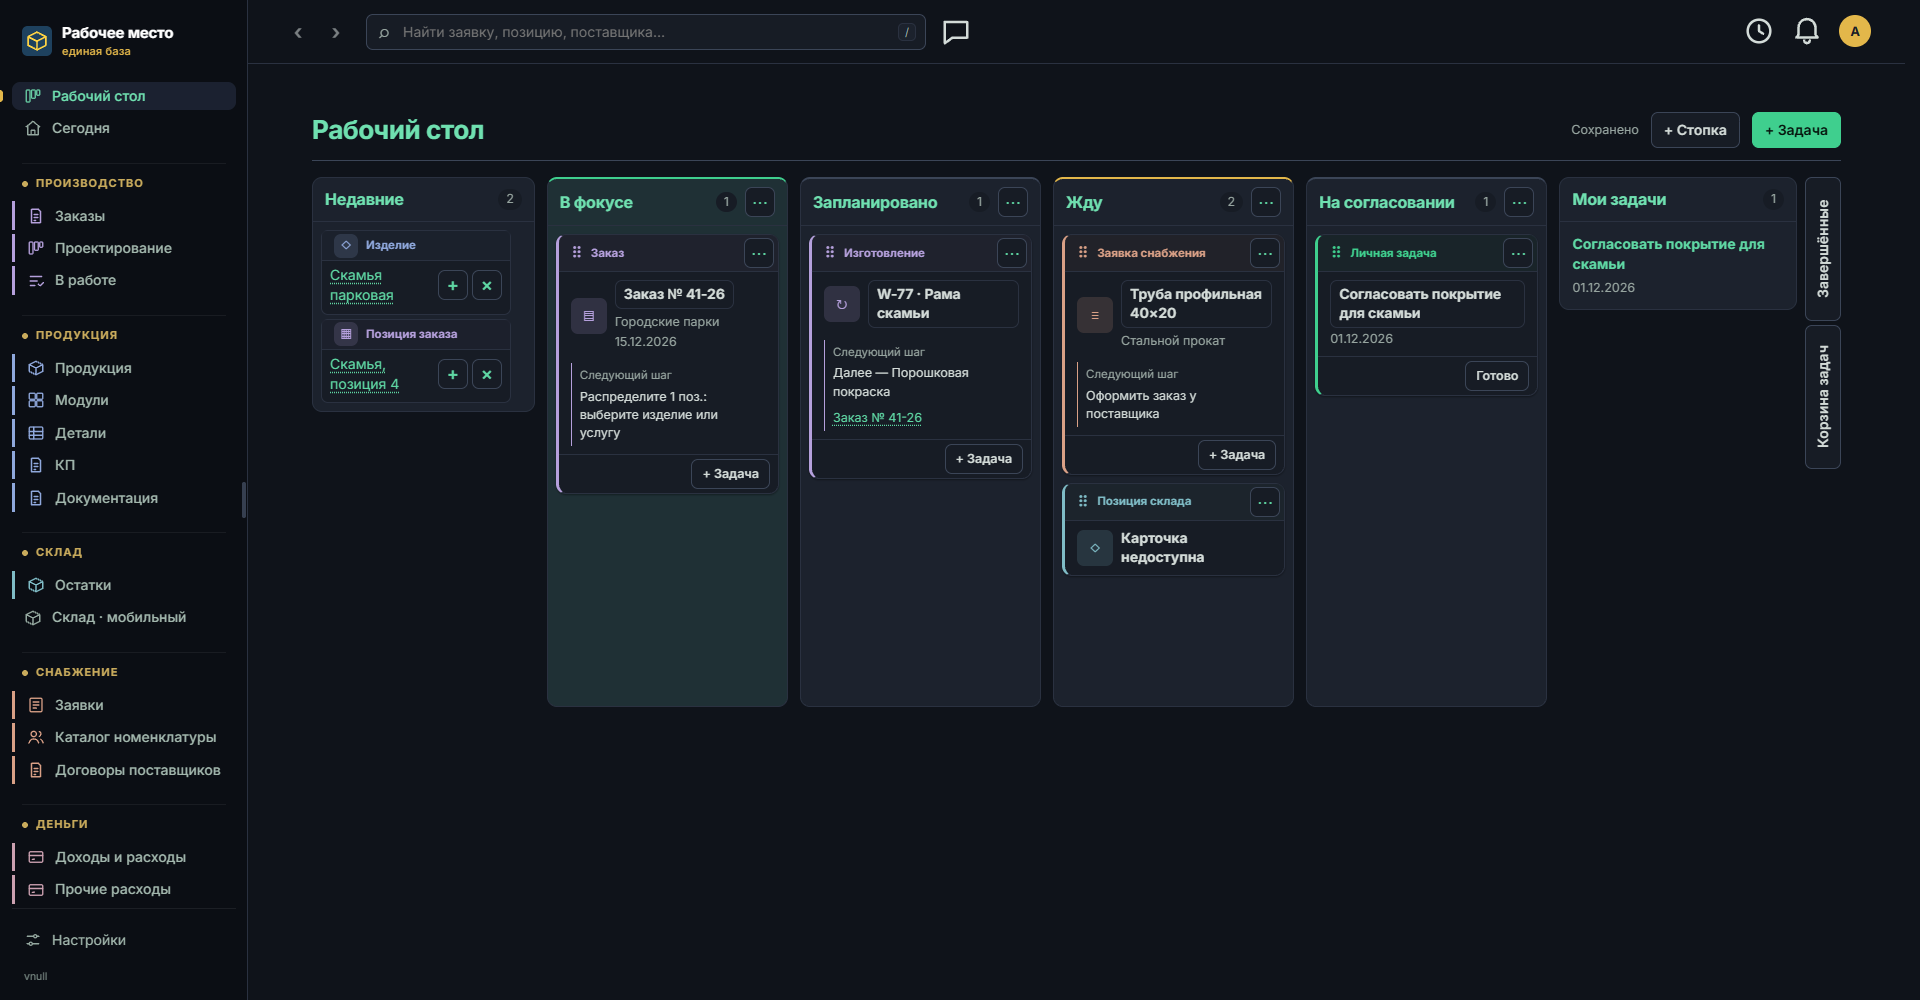 Рабочее место
единая база
Рабочий стол
Сегодня
ПРОИЗВОДСТВО
Заказы
Проектирование
В работе
ПРОДУКЦИЯ
Продукция
Модули
Детали
КП
Документация
СКЛАД
Остатки
Склад · мобильный
СНАБЖЕНИЕ
Заявки
Каталог номенклатуры
Договоры поставщиков
ДЕНЬГИ
Доходы и расходы
Прочие расходы
Настройки
vnull
Найти заявку, позицию, поставщика... /
А
Рабочий стол
Сохранено
+ Стопка
+ Задача
Недавние 2
Изделие
Скамья
парковая
Позиция заказа
Скамья,
позиция 4
В фокусе 1
Заказ
Заказ № 41-26
Городские парки
15.12.2026
Следующий шаг
Распределите 1 поз.:
выберите изделие или
услугу
+ Задача
Запланировано 1
Изготовление
W-77 · Рама
скамьи
Следующий шаг
Далее — Порошковая
покраска
Заказ № 41-26
+ Задача
Жду 2
Заявка снабжения
Труба профильная
40×20
Стальной прокат
Следующий шаг
Оформить заказ у
поставщика
+ Задача
Позиция склада
Карточка
недоступна
На согласовании 1
Личная задача
Согласовать покрытие
для скамьи
01.12.2026
Готово
Мои задачи 1
Согласовать покрытие для
скамьи
01.12.2026
Завершённые
Корзина задач